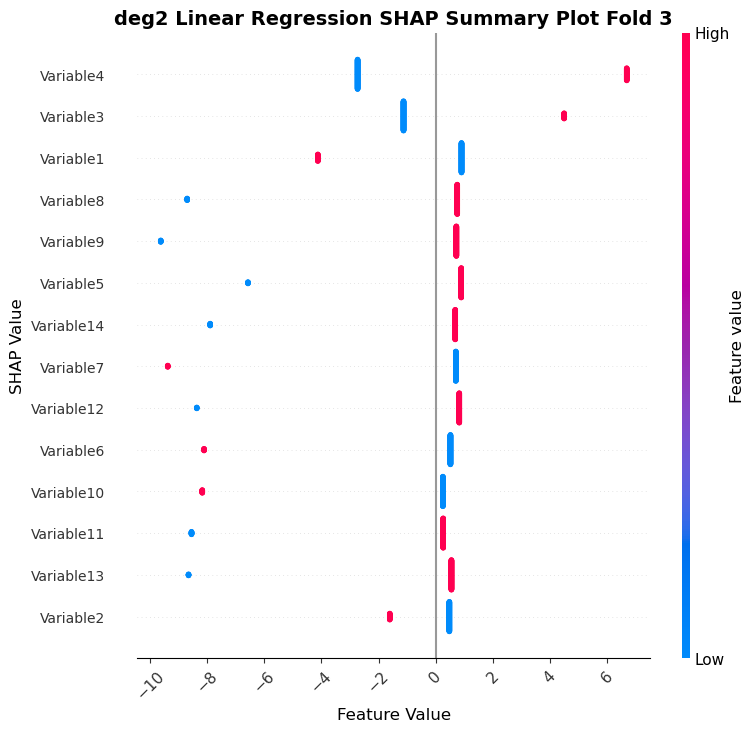 deg2 Linear Regression SHAP Summary Plot Fold 3
High
Variable4
Variable3
Variable1
Variable8
Variable9
Variable5
Variable14
Variable7
Variable12
Variable6
Variable10
Variable11
Variable13
Variable2
SHAP Value
Feature value
Low
−10
−8
−6
−4
−2
0
2
4
6
Feature Value